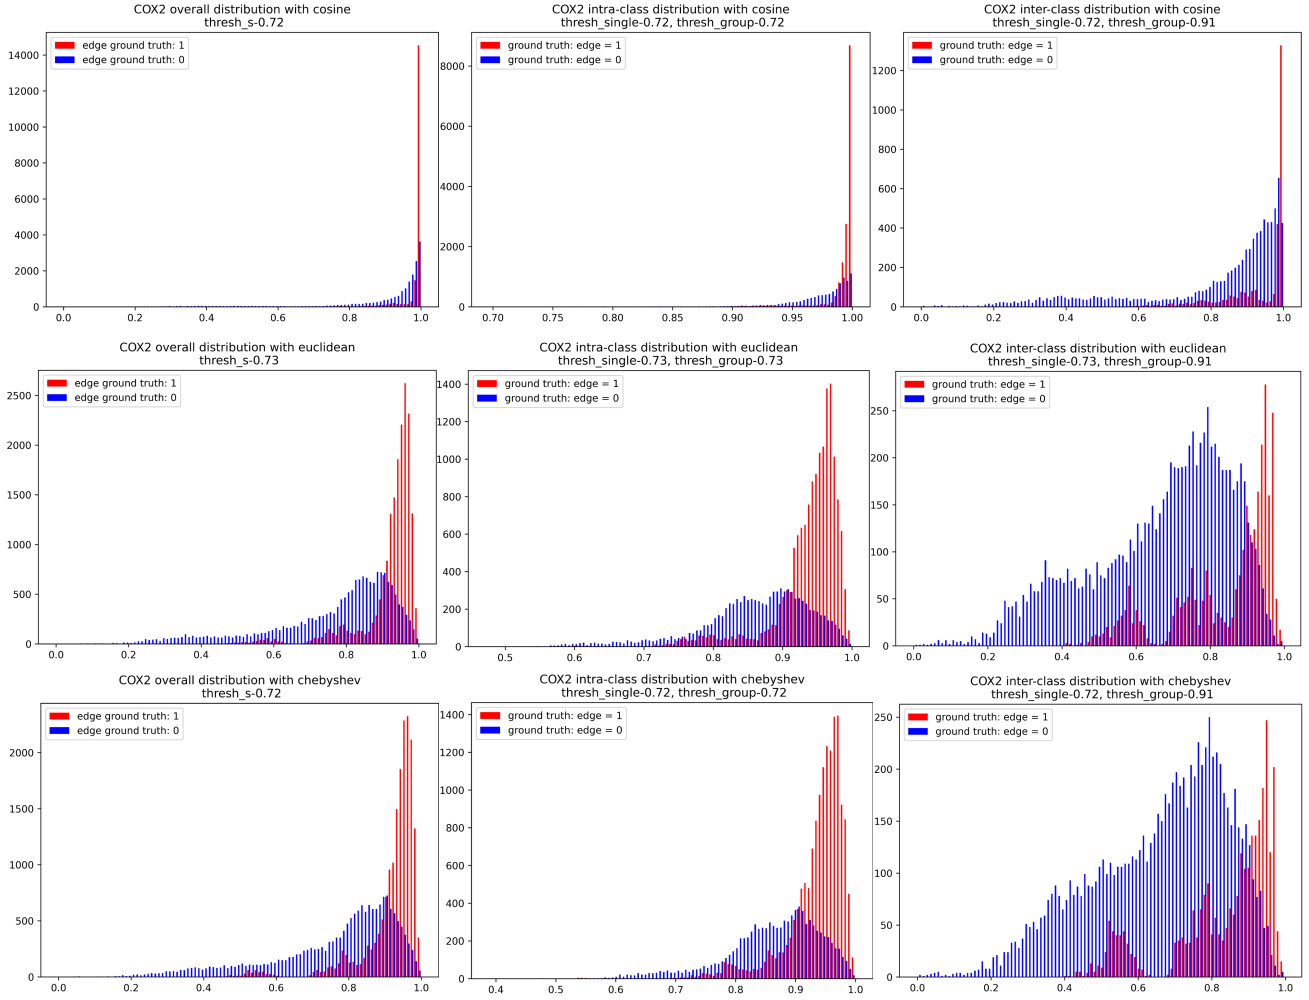 COX2 overall distribution with cosine
thresh_s-0.72
edge ground truth: 1
edge ground truth: 0
14000
12000
10000
8000
6000
4000
2000
0
0.0 0.2 0.4 0.6 0.8 1.0
COX2 intra-class distribution with cosine
thresh_single-0.72, thresh_group-0.72
ground truth: edge = 1
ground truth: edge = 0
8000
6000
4000
2000
0
0.70 0.75 0.80 0.85 0.90 0.95 1.00
COX2 inter-class distribution with cosine
thresh_single-0.72, thresh_group-0.91
ground truth: edge = 1
ground truth: edge = 0
1200
1000
800
600
400
200
0
0.0 0.2 0.4 0.6 0.8 1.0
COX2 overall distribution with euclidean
thresh_s-0.73
edge ground truth: 1
edge ground truth: 0
2500
2000
1500
1000
500
0
0.0 0.2 0.4 0.6 0.8 1.0
COX2 intra-class distribution with euclidean
thresh_single-0.73, thresh_group-0.73
ground truth: edge = 1
ground truth: edge = 0
1400
1200
1000
800
600
400
200
0
0.5 0.6 0.7 0.8 0.9 1.0
COX2 inter-class distribution with euclidean
thresh_single-0.73, thresh_group-0.91
ground truth: edge = 1
ground truth: edge = 0
250
200
150
100
50
0
0.0 0.2 0.4 0.6 0.8 1.0
COX2 overall distribution with chebyshev
thresh_s-0.72
edge ground truth: 1
edge ground truth: 0
2000
1500
1000
500
0
0.0 0.2 0.4 0.6 0.8 1.0
COX2 intra-class distribution with chebyshev
thresh_single-0.72, thresh_group-0.72
ground truth: edge = 1
ground truth: edge = 0
1400
1200
1000
800
600
400
200
0
0.4 0.5 0.6 0.7 0.8 0.9 1.0
COX2 inter-class distribution with chebyshev
thresh_single-0.72, thresh_group-0.91
ground truth: edge = 1
ground truth: edge = 0
250
200
150
100
50
0
0.0 0.2 0.4 0.6 0.8 1.0